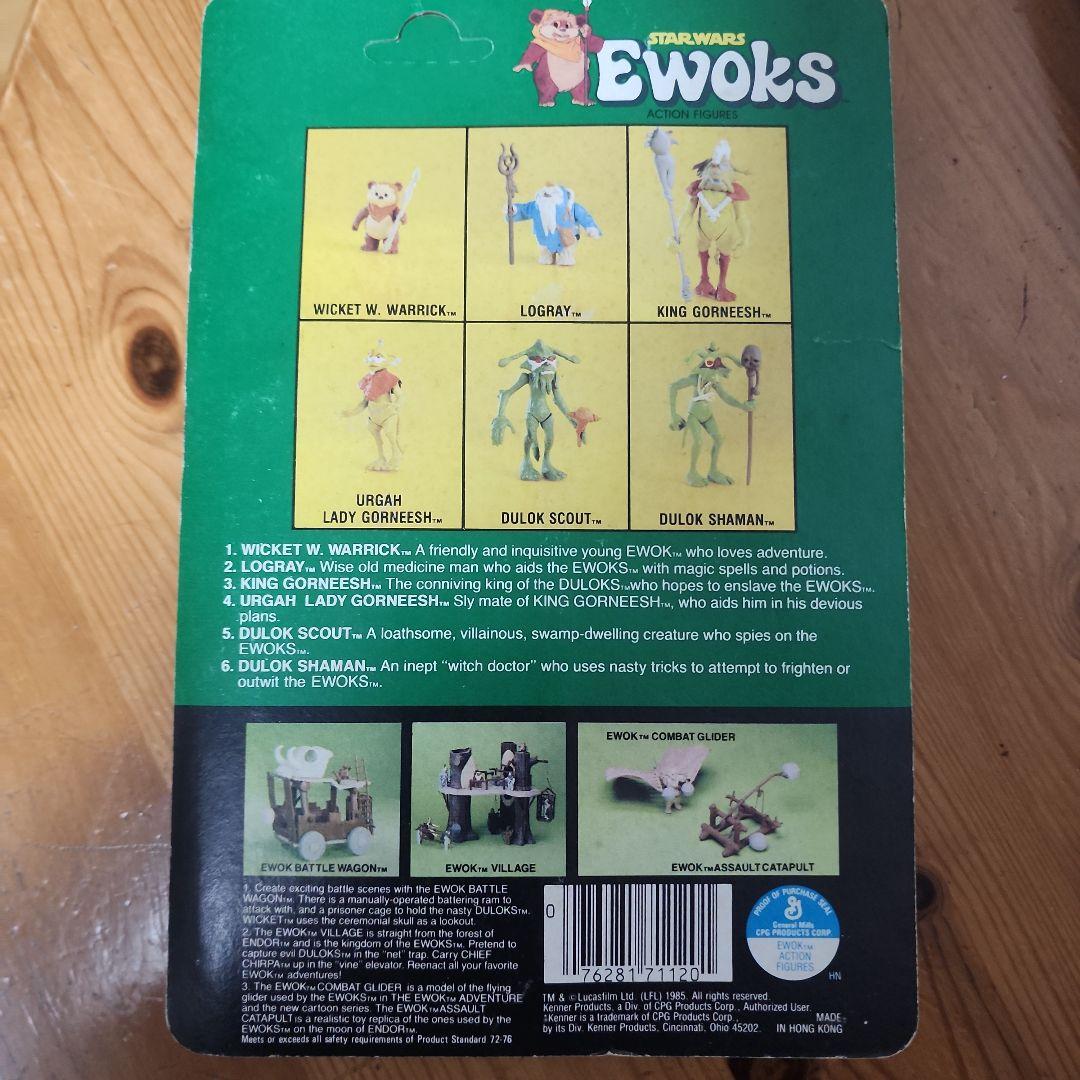 STAR WARS
Ewoks
ACTION FIGURES
WICKET W. WARRICK™
LOGRAY™
KING GORNEESH™
URGAH
LADY GORNEESH™
DULOK SCOUT™
DULOK SHAMAN™
1. WICKET W. WARRICK™ A friendly and inquisitive young EWOK™ who loves adventure.
2. LOGRAY™ Wise old medicine man who aids the EWOKS™ with magic spells and potions.
3. KING GORNEESH™ The conniving king of the DULOKS™who hopes to enslave the EWOKS™.
4. URGAH LADY GORNEESH™ Sly mate of KING GORNEESH™, who aids him in his devious
plans.
5. DULOK SCOUT™ A loathsome, villainous, swamp-dwelling creature who spies on the
EWOKS™.
6. DULOK SHAMAN™ An inept “witch doctor” who uses nasty tricks to attempt to frighten or
outwit the EWOKS™.
EWOK BATTLE WAGON™
EWOK™ VILLAGE
EWOK™ COMBAT GLIDER
EWOK™ASSAULT CATAPULT
1. Create exciting battle scenes with the EWOK BATTLE
WAGON™. There is a manually-operated battering ram to
attack with, and a prisoner cage to hold the nasty DULOKS™.
WICKET™ uses the ceremonial skull as a lookout.
2. The EWOK™ VILLAGE is straight from the forest of
ENDOR™ and is the kingdom of the EWOKS™. Pretend to
capture evil DULOKS™ in the “net” trap. Carry CHIEF
CHIRPA™ up in the “vine” elevator. Reenact all your favorite
EWOK™ adventures!
3. The EWOK™ COMBAT GLIDER is a model of the flying
glider used by the EWOKS™ in THE EWOK™ ADVENTURE
and the new cartoon series. The EWOK™ ASSAULT
CATAPULT is a realistic toy replica of the ones used by the
EWOKS™ on the moon of ENDOR™.
Meets or exceeds all safety requirements of Product Standard 72-76
0
76281 71120
PROOF OF PURCHASE SEAL
General Mills
CPG PRODUCTS CORP.
EWOK™
ACTION
FIGURES
HN
TM & © Lucasfilm Ltd. (LFL) 1985. All rights reserved.
Kenner Products, a Div. of CPG Products Corp., Authorized User.
‡Kenner is a trademark of CPG Products Corp.,
by its Div. Kenner Products, Cincinnati, Ohio 45202.
MADE
IN HONG KONG